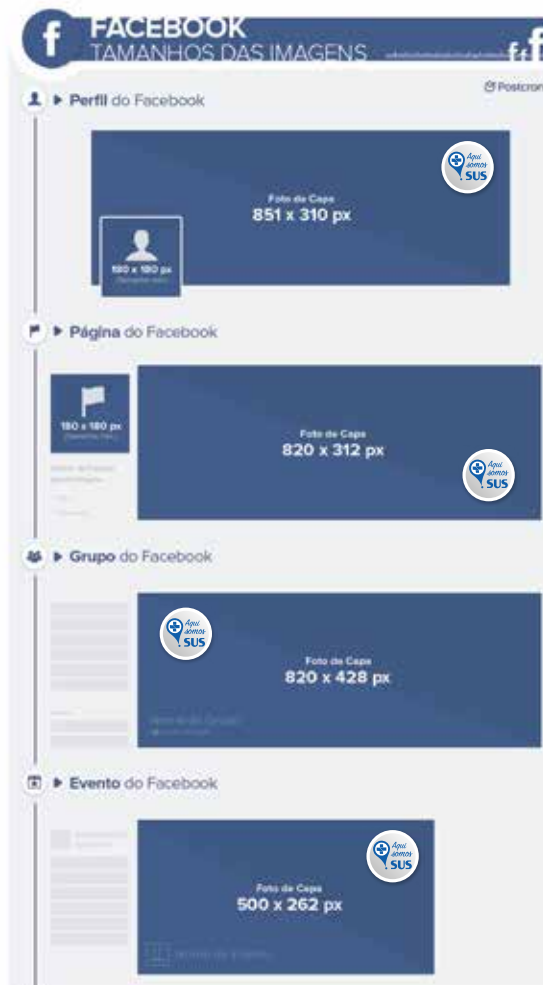 FACEBOOK
TAMANHOS DAS IMAGENS
Postcron
Perfil do Facebook
Aqui
somos
SUS
Foto de Capa
851 x 310 px
180 x 180 px
Página do Facebook
180 x 180 px
Foto de Capa
820 x 312 px
Aqui
somos
SUS
Grupo do Facebook
Aqui
somos
SUS
Foto de Capa
820 x 428 px
Evento do Facebook
Aqui
somos
SUS
Foto de Capa
500 x 262 px